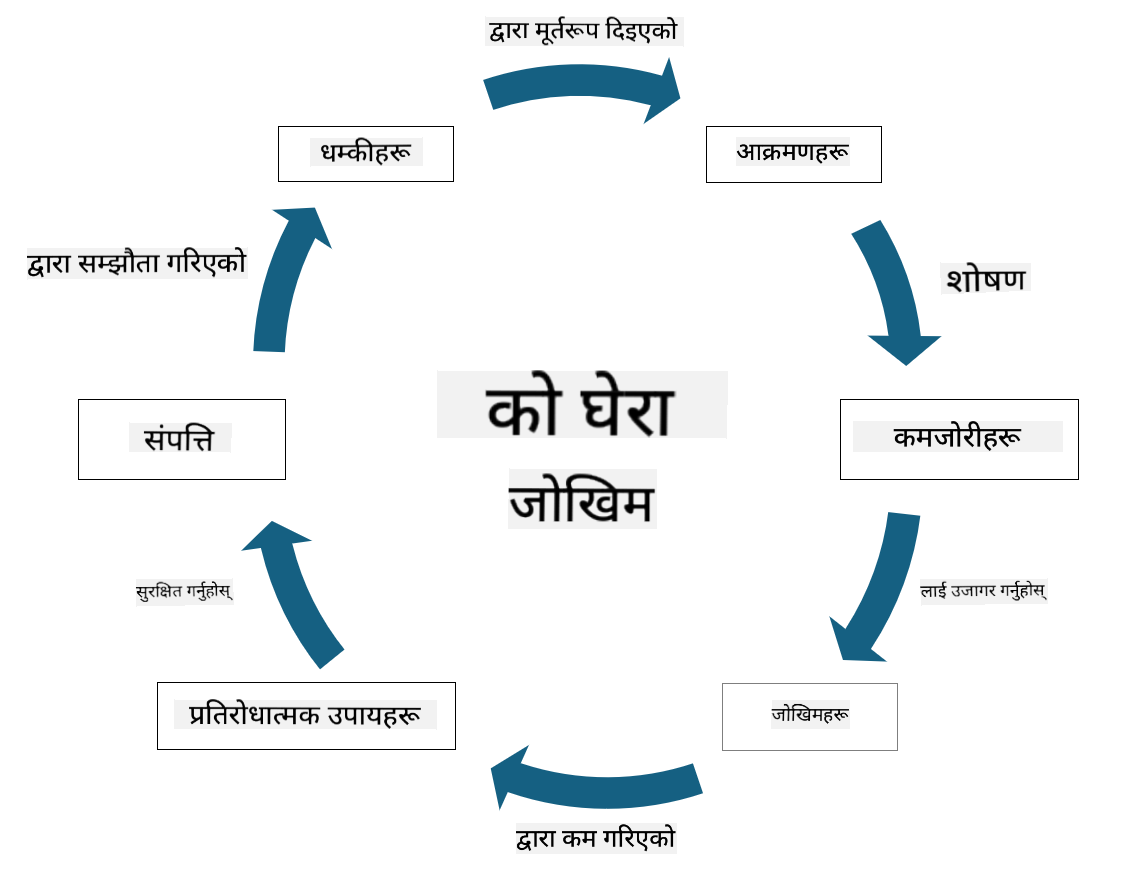 द्वारा मूर्तरूप दिइएको
धम्कीहरू
आक्रमणहरू
द्वारा सम्झौता गरिएको
शोषण
को घेरा
जोखिम
संपत्ति
कमजोरीहरू
सुरक्षित गर्नुहोस्
लाई उजागर गर्नुहोस्
प्रतिरोधात्मक उपायहरू
जोखिमहरू
द्वारा कम गरिएको